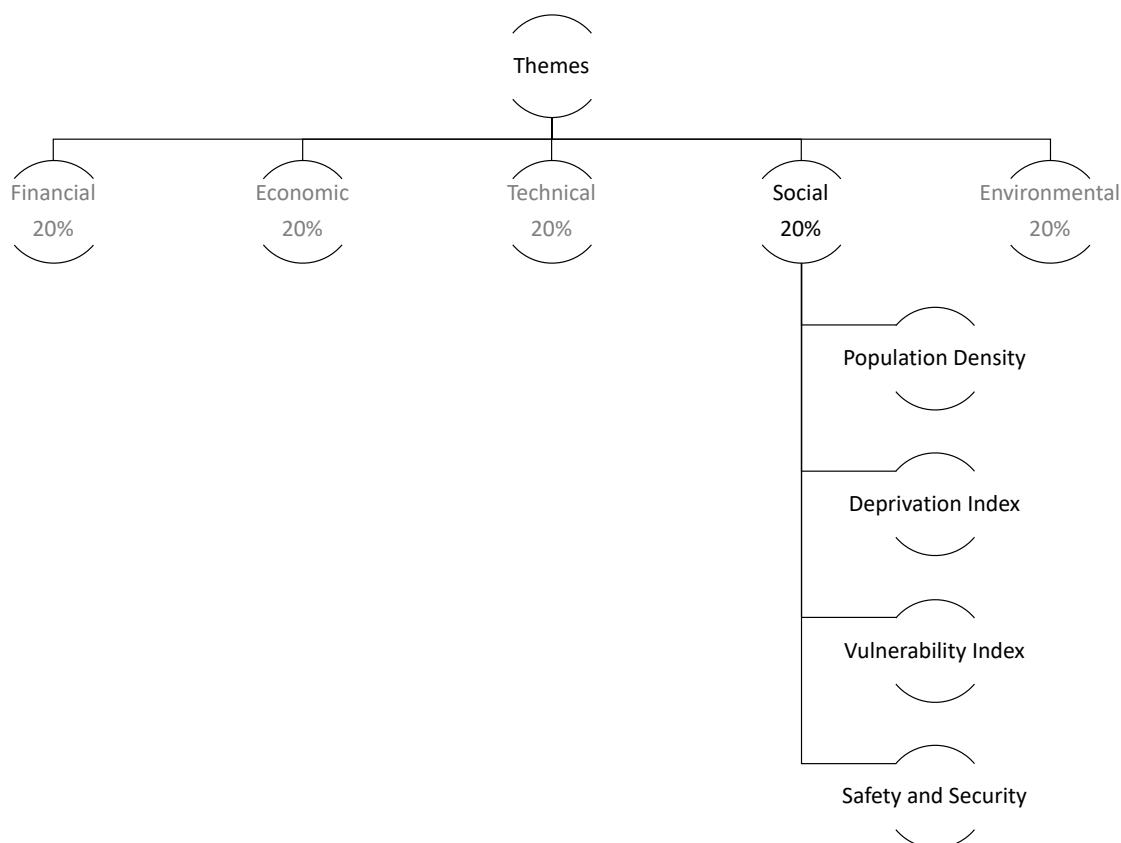 Themes
Financial
20%
Economic
20%
Technical
20%
Social
20%
Environmental
20%
Population Density
Deprivation Index
Vulnerability Index
Safety and Security